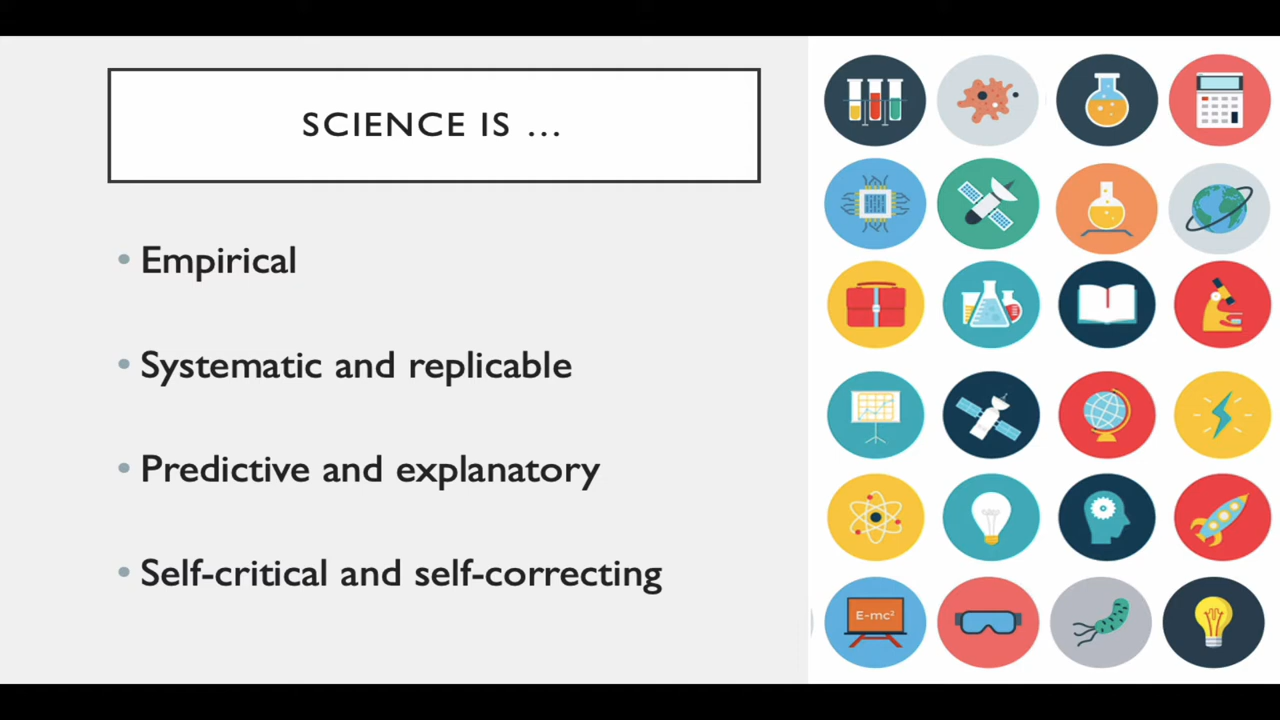 SCIENCE IS ...
• Empirical
• Systematic and replicable
• Predictive and explanatory
• Self-critical and self-correcting
E-mc²